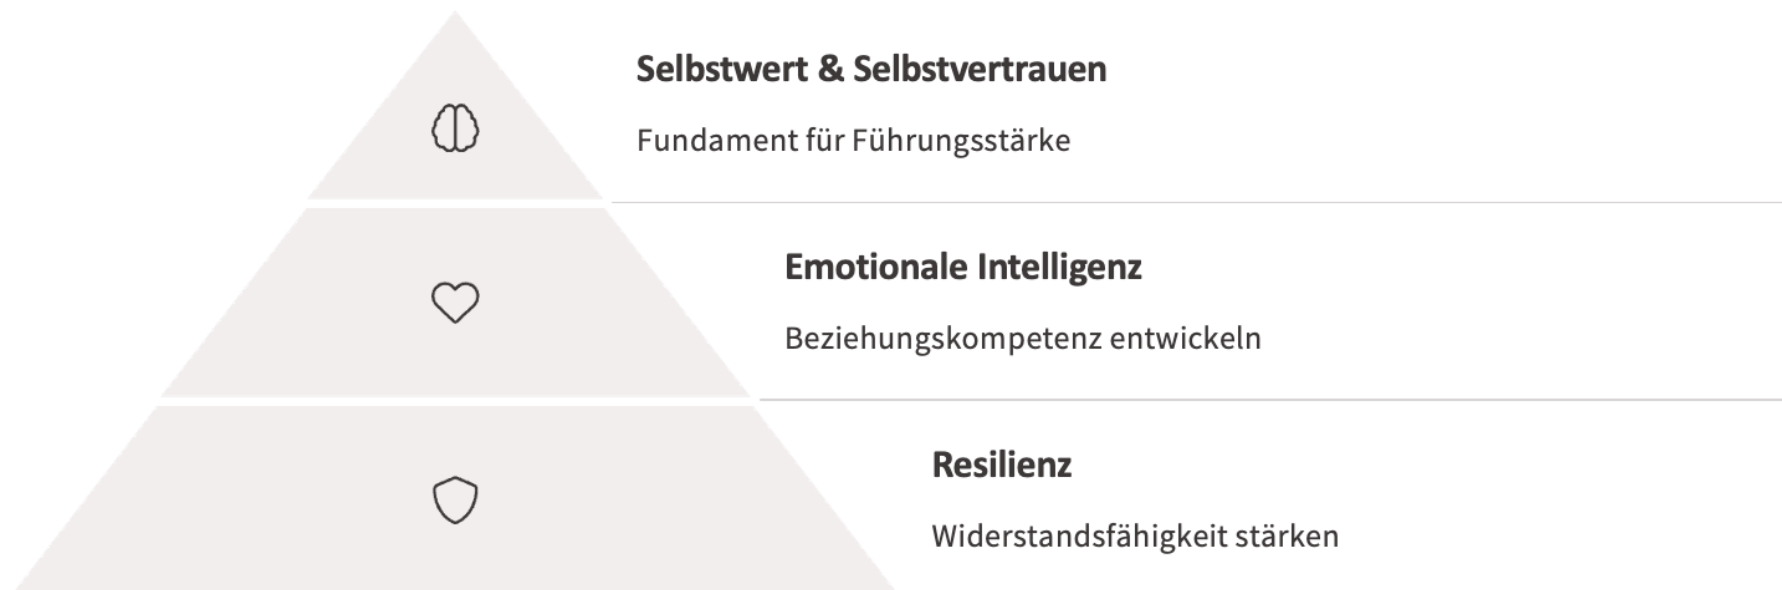 Selbstwert & Selbstvertrauen
Fundament für Führungsstärke
Emotionale Intelligenz
Beziehungskompetenz entwickeln
Resilienz
Widerstandsfähigkeit stärken